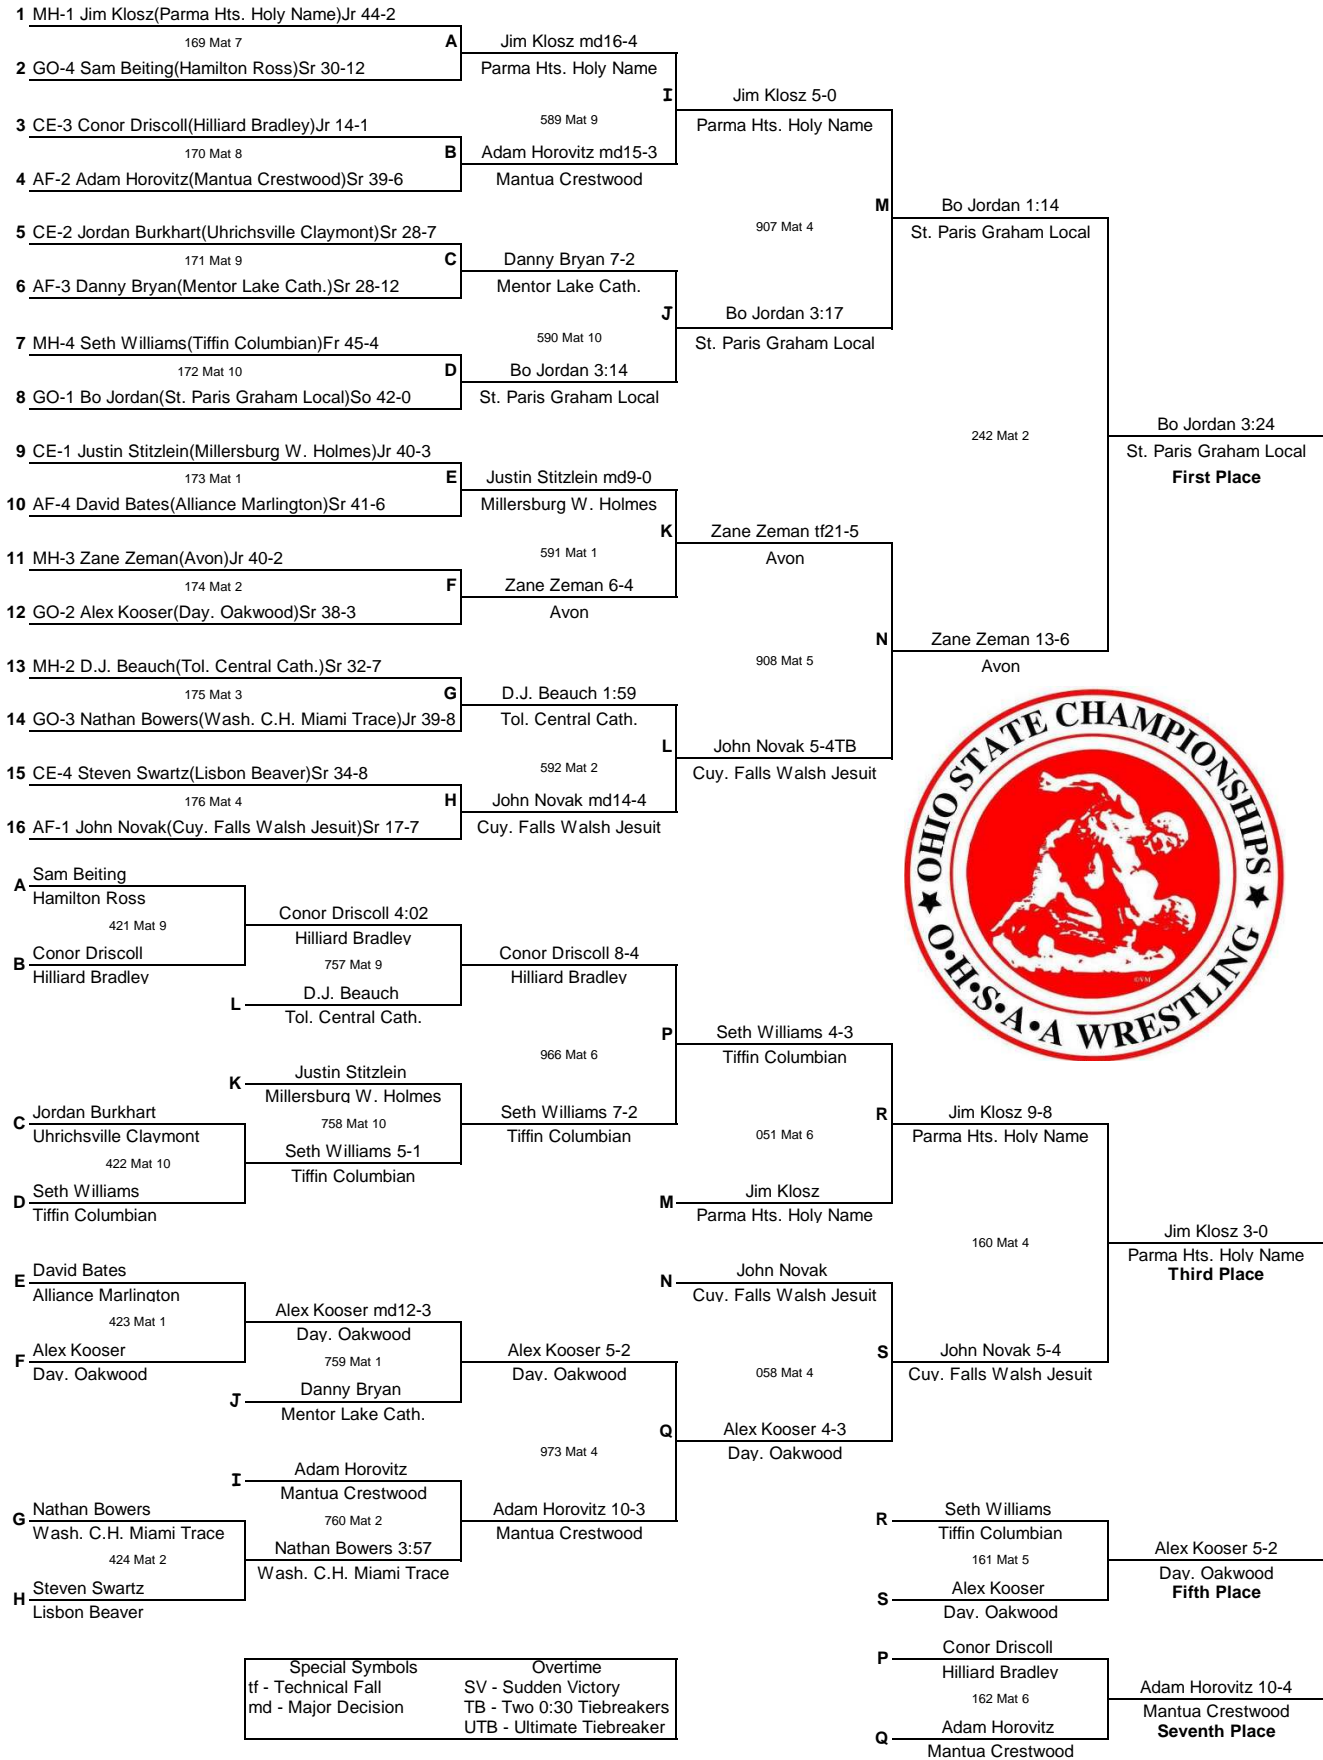 1 MH-1 Jim Klosz(Parma Hts. Holy Name)Jr 44-2
169 Mat 7
A
2 GO-4 Sam Beiting(Hamilton Ross)Sr 30-12
Jim Klosz md16-4
Parma Hts. Holy Name
I
589 Mat 9
3 CE-3 Conor Driscoll(Hilliard Bradley)Jr 14-1
170 Mat 8
B
4 AF-2 Adam Horovitz(Mantua Crestwood)Sr 39-6
Adam Horovitz md15-3
Mantua Crestwood
Jim Klosz 5-0
Parma Hts. Holy Name
M
907 Mat 4
5 CE-2 Jordan Burkhart(Uhrichsville Claymont)Sr 28-7
171 Mat 9
C
6 AF-3 Danny Bryan(Mentor Lake Cath.)Sr 28-12
Danny Bryan 7-2
Mentor Lake Cath.
J
590 Mat 10
7 MH-4 Seth Williams(Tiffin Columbian)Fr 45-4
172 Mat 10
D
8 GO-1 Bo Jordan(St. Paris Graham Local)So 42-0
Bo Jordan 3:14
St. Paris Graham Local
Bo Jordan 3:17
St. Paris Graham Local
Bo Jordan 1:14
St. Paris Graham Local
242 Mat 2
Bo Jordan 3:24
St. Paris Graham Local
First Place
9 CE-1 Justin Stitzlein(Millersburg W. Holmes)Jr 40-3
173 Mat 1
E
10 AF-4 David Bates(Alliance Marlington)Sr 41-6
Justin Stitzlein md9-0
Millersburg W. Holmes
K
591 Mat 1
11 MH-3 Zane Zeman(Avon)Jr 40-2
174 Mat 2
F
12 GO-2 Alex Kooser(Day. Oakwood)Sr 38-3
Zane Zeman 6-4
Avon
Zane Zeman tf21-5
Avon
N
908 Mat 5
13 MH-2 D.J. Beauch(Tol. Central Cath.)Sr 32-7
175 Mat 3
G
14 GO-3 Nathan Bowers(Wash. C.H. Miami Trace)Jr 39-8
D.J. Beauch 1:59
Tol. Central Cath.
L
592 Mat 2
15 CE-4 Steven Swartz(Lisbon Beaver)Sr 34-8
176 Mat 4
H
16 AF-1 John Novak(Cuy. Falls Walsh Jesuit)Sr 17-7
John Novak md14-4
Cuy. Falls Walsh Jesuit
John Novak 5-4TB
Cuy. Falls Walsh Jesuit
Zane Zeman 13-6
Avon
OHIO STATE CHAMPIONSHIPS
★ O•H•S•A•A WRESTLING ★
©VM
A
Sam Beiting
Hamilton Ross
421 Mat 9
B
Conor Driscoll
Hilliard Bradley
Conor Driscoll 4:02
Hilliard Bradley
757 Mat 9
L
D.J. Beauch
Tol. Central Cath.
Conor Driscoll 8-4
Hilliard Bradley
P
966 Mat 6
K
Justin Stitzlein
Millersburg W. Holmes
758 Mat 10
C
Jordan Burkhart
Uhrichsville Claymont
422 Mat 10
D
Seth Williams
Tiffin Columbian
Seth Williams 5-1
Tiffin Columbian
Seth Williams 7-2
Tiffin Columbian
Seth Williams 4-3
Tiffin Columbian
R
051 Mat 6
M
Jim Klosz
Parma Hts. Holy Name
Jim Klosz 9-8
Parma Hts. Holy Name
160 Mat 4
Jim Klosz 3-0
Parma Hts. Holy Name
Third Place
E
David Bates
Alliance Marlington
423 Mat 1
F
Alex Kooser
Day. Oakwood
Alex Kooser md12-3
Day. Oakwood
759 Mat 1
J
Danny Bryan
Mentor Lake Cath.
Alex Kooser 5-2
Day. Oakwood
Q
973 Mat 4
I
Adam Horovitz
Mantua Crestwood
760 Mat 2
G
Nathan Bowers
Wash. C.H. Miami Trace
424 Mat 2
H
Steven Swartz
Lisbon Beaver
Nathan Bowers 3:57
Wash. C.H. Miami Trace
Adam Horovitz 10-3
Mantua Crestwood
N
John Novak
Cuy. Falls Walsh Jesuit
S
058 Mat 4
Alex Kooser 4-3
Day. Oakwood
John Novak 5-4
Cuy. Falls Walsh Jesuit
R
Seth Williams
Tiffin Columbian
161 Mat 5
S
Alex Kooser
Day. Oakwood
Alex Kooser 5-2
Day. Oakwood
Fifth Place
P
Conor Driscoll
Hilliard Bradley
162 Mat 6
Q
Adam Horovitz
Mantua Crestwood
Adam Horovitz 10-4
Mantua Crestwood
Seventh Place
Special Symbols
tf - Technical Fall
md - Major Decision
Overtime
SV - Sudden Victory
TB - Two 0:30 Tiebreakers
UTB - Ultimate Tiebreaker